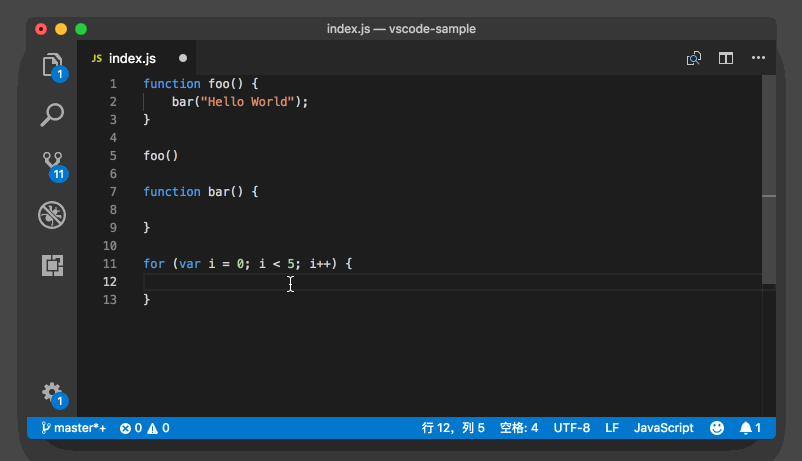 index.js — vscode-sample
JS index.js
1
11
1
1 function foo() {
2 bar("Hello World");
3 }
4
5 foo()
6
7 function bar() {
8
9 }
10
11 for (var i = 0; i < 5; i++) {
12
13 }
master*+ 0 0 行 12，列 5 空格: 4 UTF-8 LF JavaScript 1